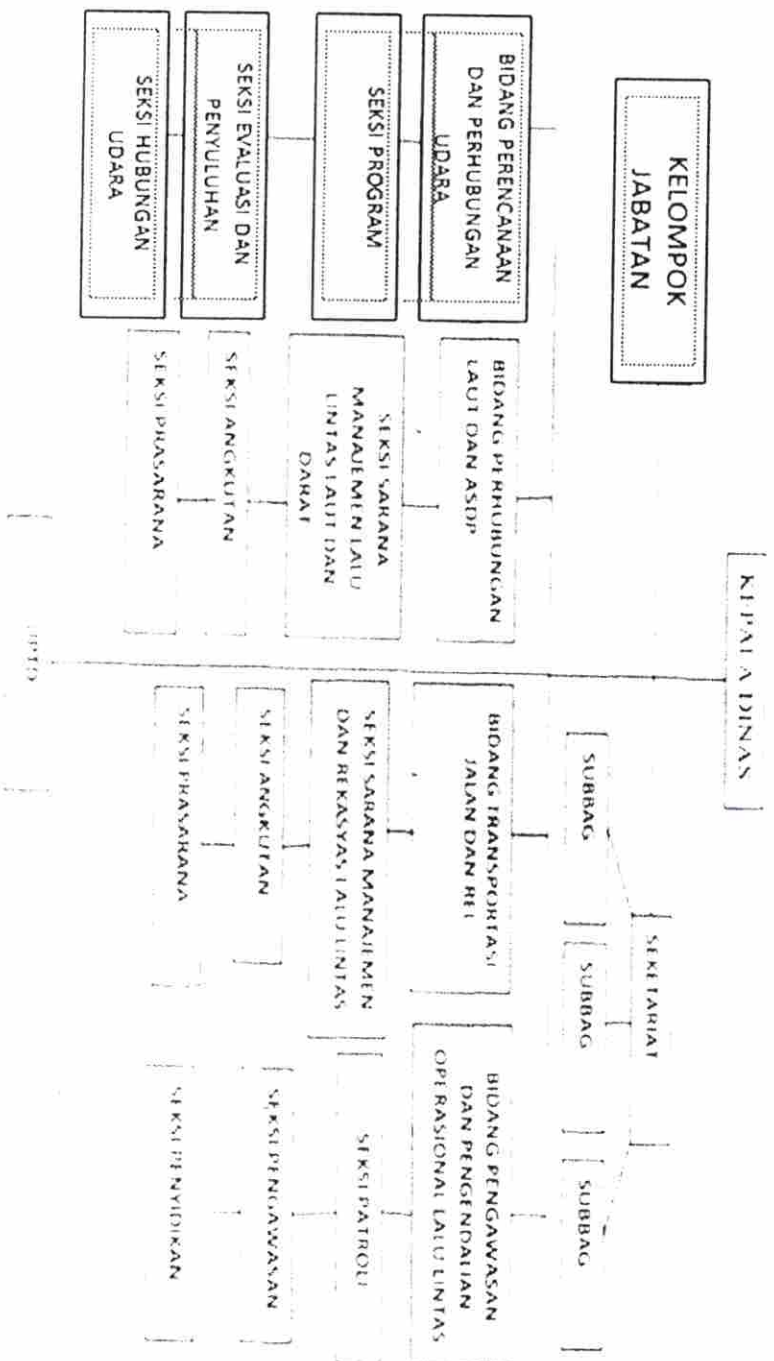 KEPALA DINAS
KELOMPOK
JABATAN
SEKETARIAT
SUBBAG
SUBBAG
SUBBAG
BIDANG PERENCANAAN
DAN PERHUBUNGAN
UDARA
SEKSI PROGRAM
SEKSI EVALUASI DAN
PENYULUHAN
SEKSI HUBUNGAN
UDARA
BIDANG PERHUBUNGAN
LAUT DAN ASDP
SEKSI SARANA
MANAJEMEN LALU
LINTAS LAUT DAN
DARAT
SEKSI ANGKUTAN
SEKSI PRASARANA
BIDANG TRANSPORTASI
JALAN DAN REL
SEKSI SARANA MANAJEMEN
DAN REKASYAS LALU LINTAS
SEKSI ANGKUTAN
SEKSI PRASARANA
BIDANG PENGAWASAN
DAN PENGENDALIAN
OPERASIONAL LALU LINTAS
SEKSI PATROLI
SEKSI PENGAWASAN
SEKSI PENYIDIKAN